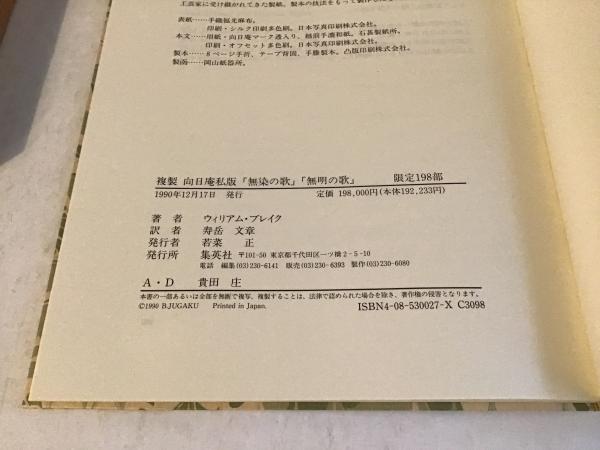 工芸家に受け継がれてきた製紙、製本の技法をもって製作した
表紙……手織福光麻布。
印刷・シルク印刷多色刷。日本写真印刷株式会社。
本文……用紙・向日庵マーク透入り、越前手漉和紙。石甚製紙所。
印刷・オフセット多色刷。日本写真印刷株式会社。
製本……8ページ手折、テープ背固、手縢製本。凸版印刷株式会社。
製函……岡山紙器所。
複製 向日庵私版『無染の歌』『無明の歌』 限定198部
1990年12月17日 発行 定価 198,000円(本体192,233円)
著者 ウィリアム・ブレイク
訳者 寿岳 文章
発行者 若菜 正
発行所 集英社 〒101-50 東京都千代田区一ツ橋2-5-10
電話 編集(03)230-6141 販売(03)230-6393 製作(03)230-6080
A・D 貴田 庄
本書の一部あるいは全部を無断で複写、複製することは、法律で認められた場合を除き、著作権の侵害となります。
©1990 B.JUGAKU Printed in Japan. ISBN4-08-530027-X C3098